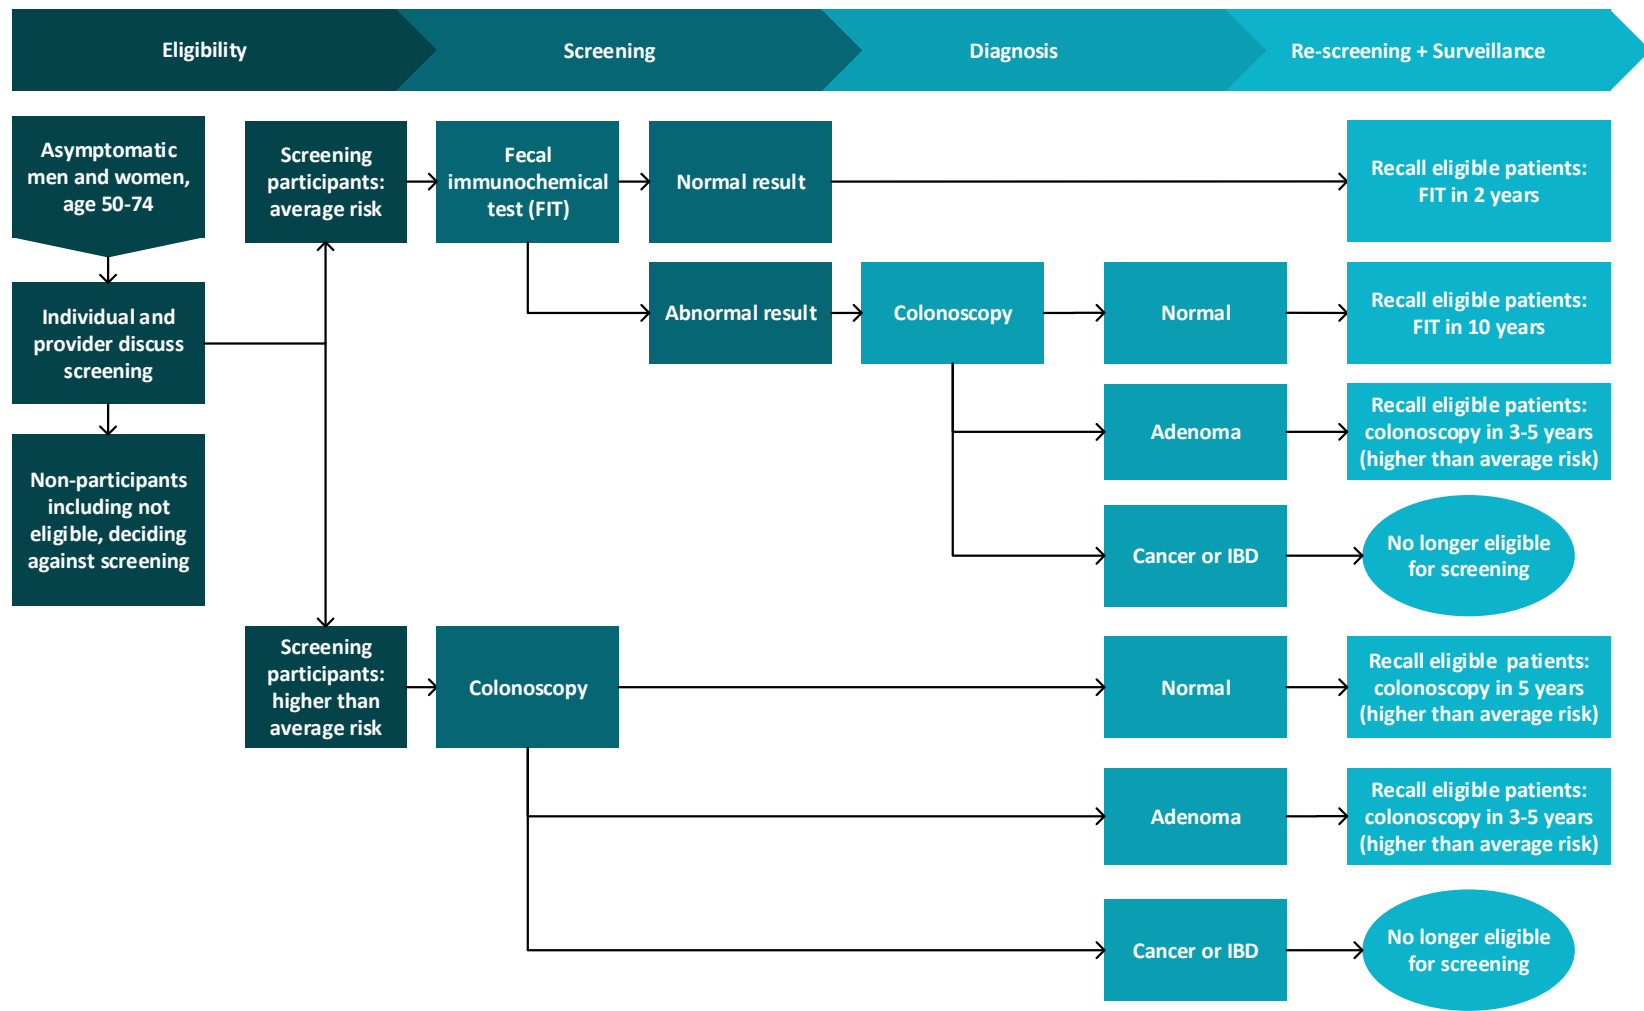 Eligibility
Screening
Diagnosis
Re-screening + Surveillance
Asymptomatic
men and women,
age 50-74
Individual and
provider discuss
screening
Non-participants
including not
eligible, deciding
against screening
Screening
participants:
average risk
Fecal
immunochemical
test (FIT)
Normal result
Recall eligible patients:
FIT in 2 years
Abnormal result
Colonoscopy
Normal
Recall eligible patients:
FIT in 10 years
Adenoma
Recall eligible patients:
colonoscopy in 3-5 years
(higher than average risk)
Cancer or IBD
No longer eligible
for screening
Screening
participants:
higher than
average risk
Colonoscopy
Normal
Recall eligible patients:
colonoscopy in 5 years
(higher than average risk)
Adenoma
Recall eligible patients:
colonoscopy in 3-5 years
(higher than average risk)
Cancer or IBD
No longer eligible
for screening